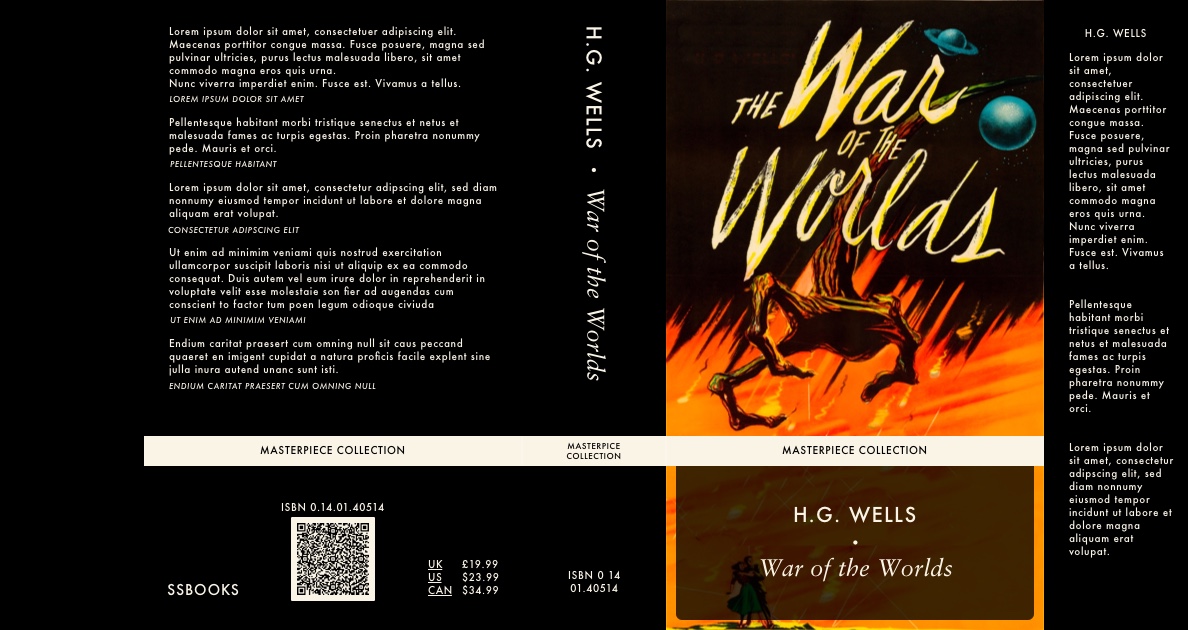 Lorem ipsum dolor sit amet, consectetuer adipiscing elit.
Maecenas porttitor congue massa. Fusce posuere, magna sed
pulvinar ultricies, purus lectus malesuada libero, sit amet
commodo magna eros quis urna.
Nunc viverra imperdiet enim. Fusce est. Vivamus a tellus.
LOREM IPSUM DOLOR SIT AMET
Pellentesque habitant morbi tristique senectus et netus et
malesuada fames ac turpis egestas. Proin pharetra nonummy
pede. Mauris et orci.
PELLENTESQUE HABITANT
Lorem ipsum dolor sit amet, consectetur adipscing elit, sed diam
nonnumy eiusmod tempor incidunt ut labore et dolore magna
aliquam erat volupat.
CONSECTETUR ADIPSCING ELIT
Ut enim ad minimim veniami quis nostrud exercitation
ullamcorpor suscipit laboris nisi ut aliquip ex ea commodo
consequat. Duis autem vel eum irure dolor in reprehenderit in
voluptate velit esse molestaie son fier ad augendas cum
conscient to factor tum poen legum odioque civiuda
UT ENIM AD MINIMIM VENIAMI
Endium caritat praesert cum omning null sit caus peccand
quaeret en imigent cupidat a natura proficis facile explent sine
julla inura autend unanc sunt isti.
ENDIUM CARITAT PRAESERT CUM OMNING NULL
MASTERPIECE COLLECTION
ISBN 0.14.01.40514
SSBOOKS
UK £19.99
US $23.99
CAN $34.99
H.G. WELLS • War of the Worlds
MASTERPICE
COLLECTION
ISBN 0 14
01.40514
THE War
OF THE
Worlds
MASTERPIECE COLLECTION
H.G. WELLS
•
War of the Worlds
H.G. WELLS
Lorem ipsum dolor
sit amet,
consectetuer
adipiscing elit.
Maecenas porttitor
congue massa.
Fusce posuere,
magna sed pulvinar
ultricies, purus
lectus malesuada
libero, sit amet
commodo magna
eros quis urna.
Nunc viverra
imperdiet enim.
Fusce est. Vivamus
a tellus.
Pellentesque
habitant morbi
tristique senectus et
netus et malesuada
fames ac turpis
egestas. Proin
pharetra nonummy
pede. Mauris et
orci.
Lorem ipsum dolor
sit amet, consectetur
adipscing elit, sed
diam nonnumy
eiusmod tempor
incidunt ut labore et
dolore magna
aliquam erat
volupat.